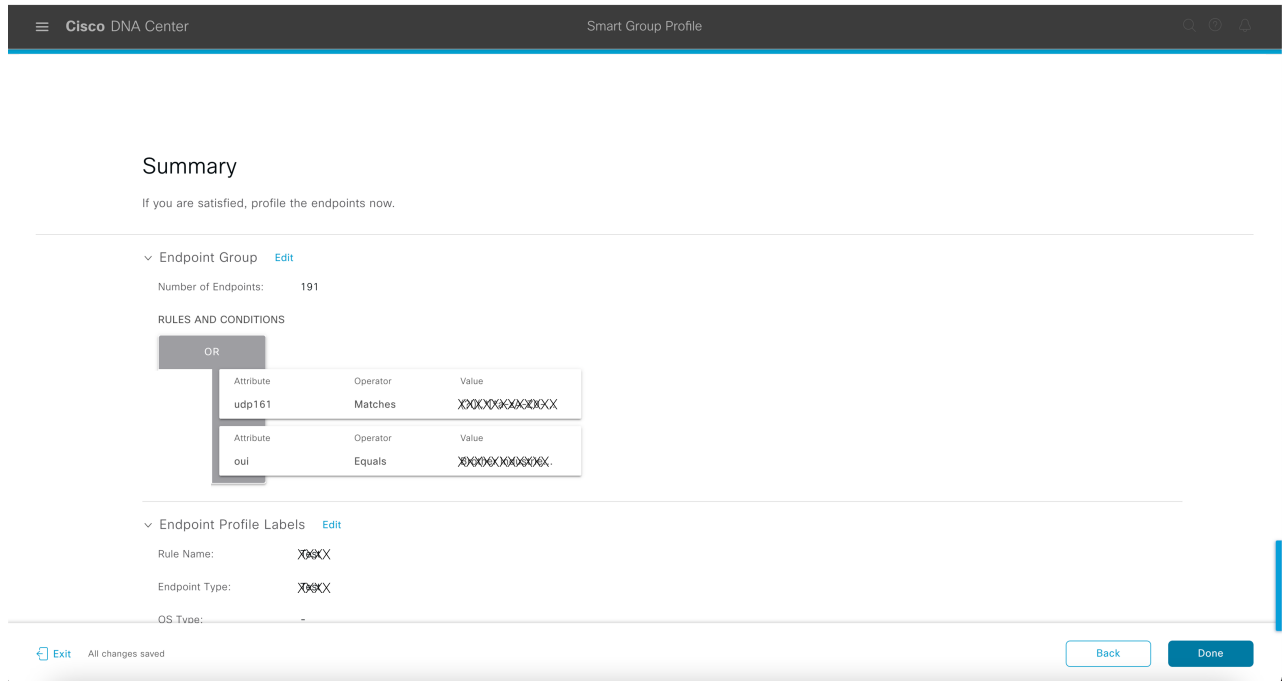 Cisco DNA Center
Smart Group Profile
Summary
If you are satisfied, profile the endpoints now.
Endpoint Group Edit
Number of Endpoints: 191
RULES AND CONDITIONS
OR
Attribute Operator Value
udp161 Matches
Attribute Operator Value
oui Equals
Endpoint Profile Labels Edit
Rule Name:
Endpoint Type:
OS Type: -
Exit All changes saved
Back Done